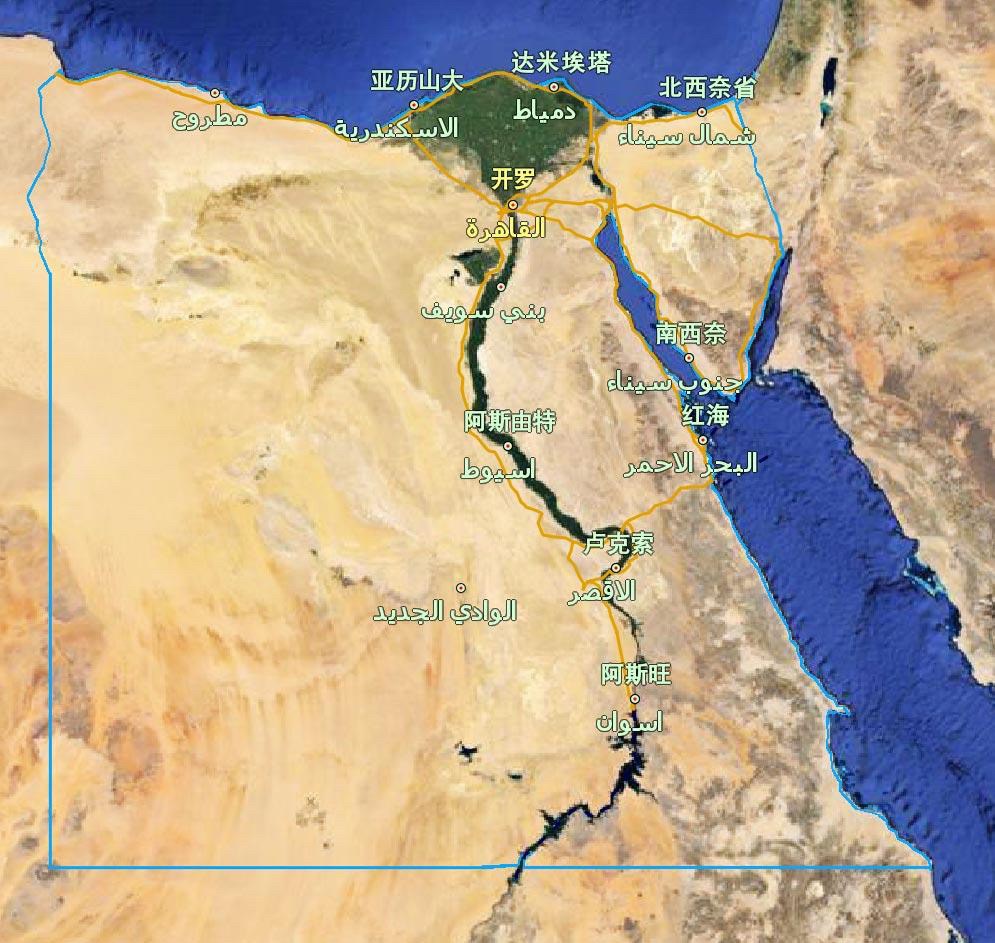 达米埃塔
亚历山大
北西奈省
مطروح
دمياط
الاسكندرية
شمال سيناء
开罗
القاهرة
بني سويف
南西奈
جنوب سيناء
红海
阿斯由特
البحر الاحمر
اسيوط
卢克索
الاقصر
الوادي الجديد
阿斯旺
اسوان